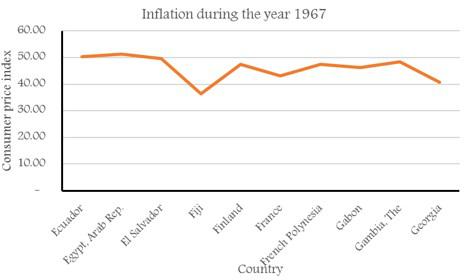 Inflation during the year 1967
Consumer price index
60.00
50.00
40.00
30.00
20.00
10.00
-
Ecuador
Egypt, Arab Rep.
El Salvador
Fiji
Finland
France
French Polynesia
Gabon
Gambia, The
Georgia
Country